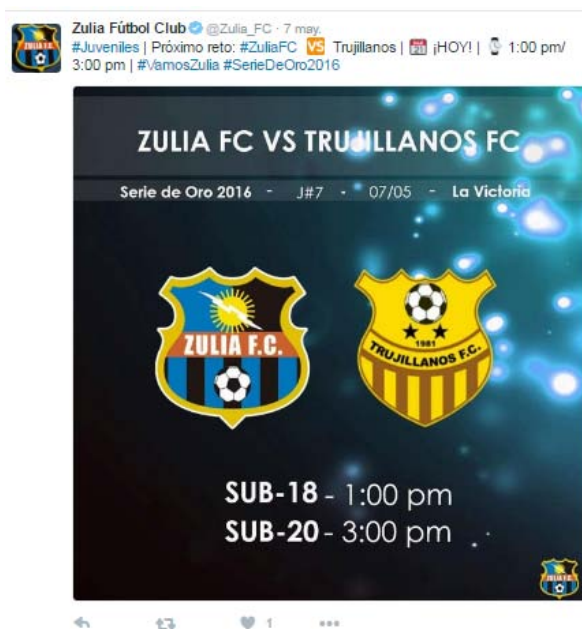 Zulia Fútbol Club @Zulia_FC · 7 may.
#Juveniles | Próximo reto: #ZuliaFC VS Trujillanos | ¡HOY! | 1:00 pm/
3:00 pm | #VamosZulia #SerieDeOro2016
ZULIA FC VS TRUJILLANOS FC
Serie de Oro 2016 - J#7 - 07/05 - La Victoria
ZULIA F.C.
1981
TRUJILLANOS F.C.
SUB-18 - 1:00 pm
SUB-20 - 3:00 pm
ZULIA F.C.
1